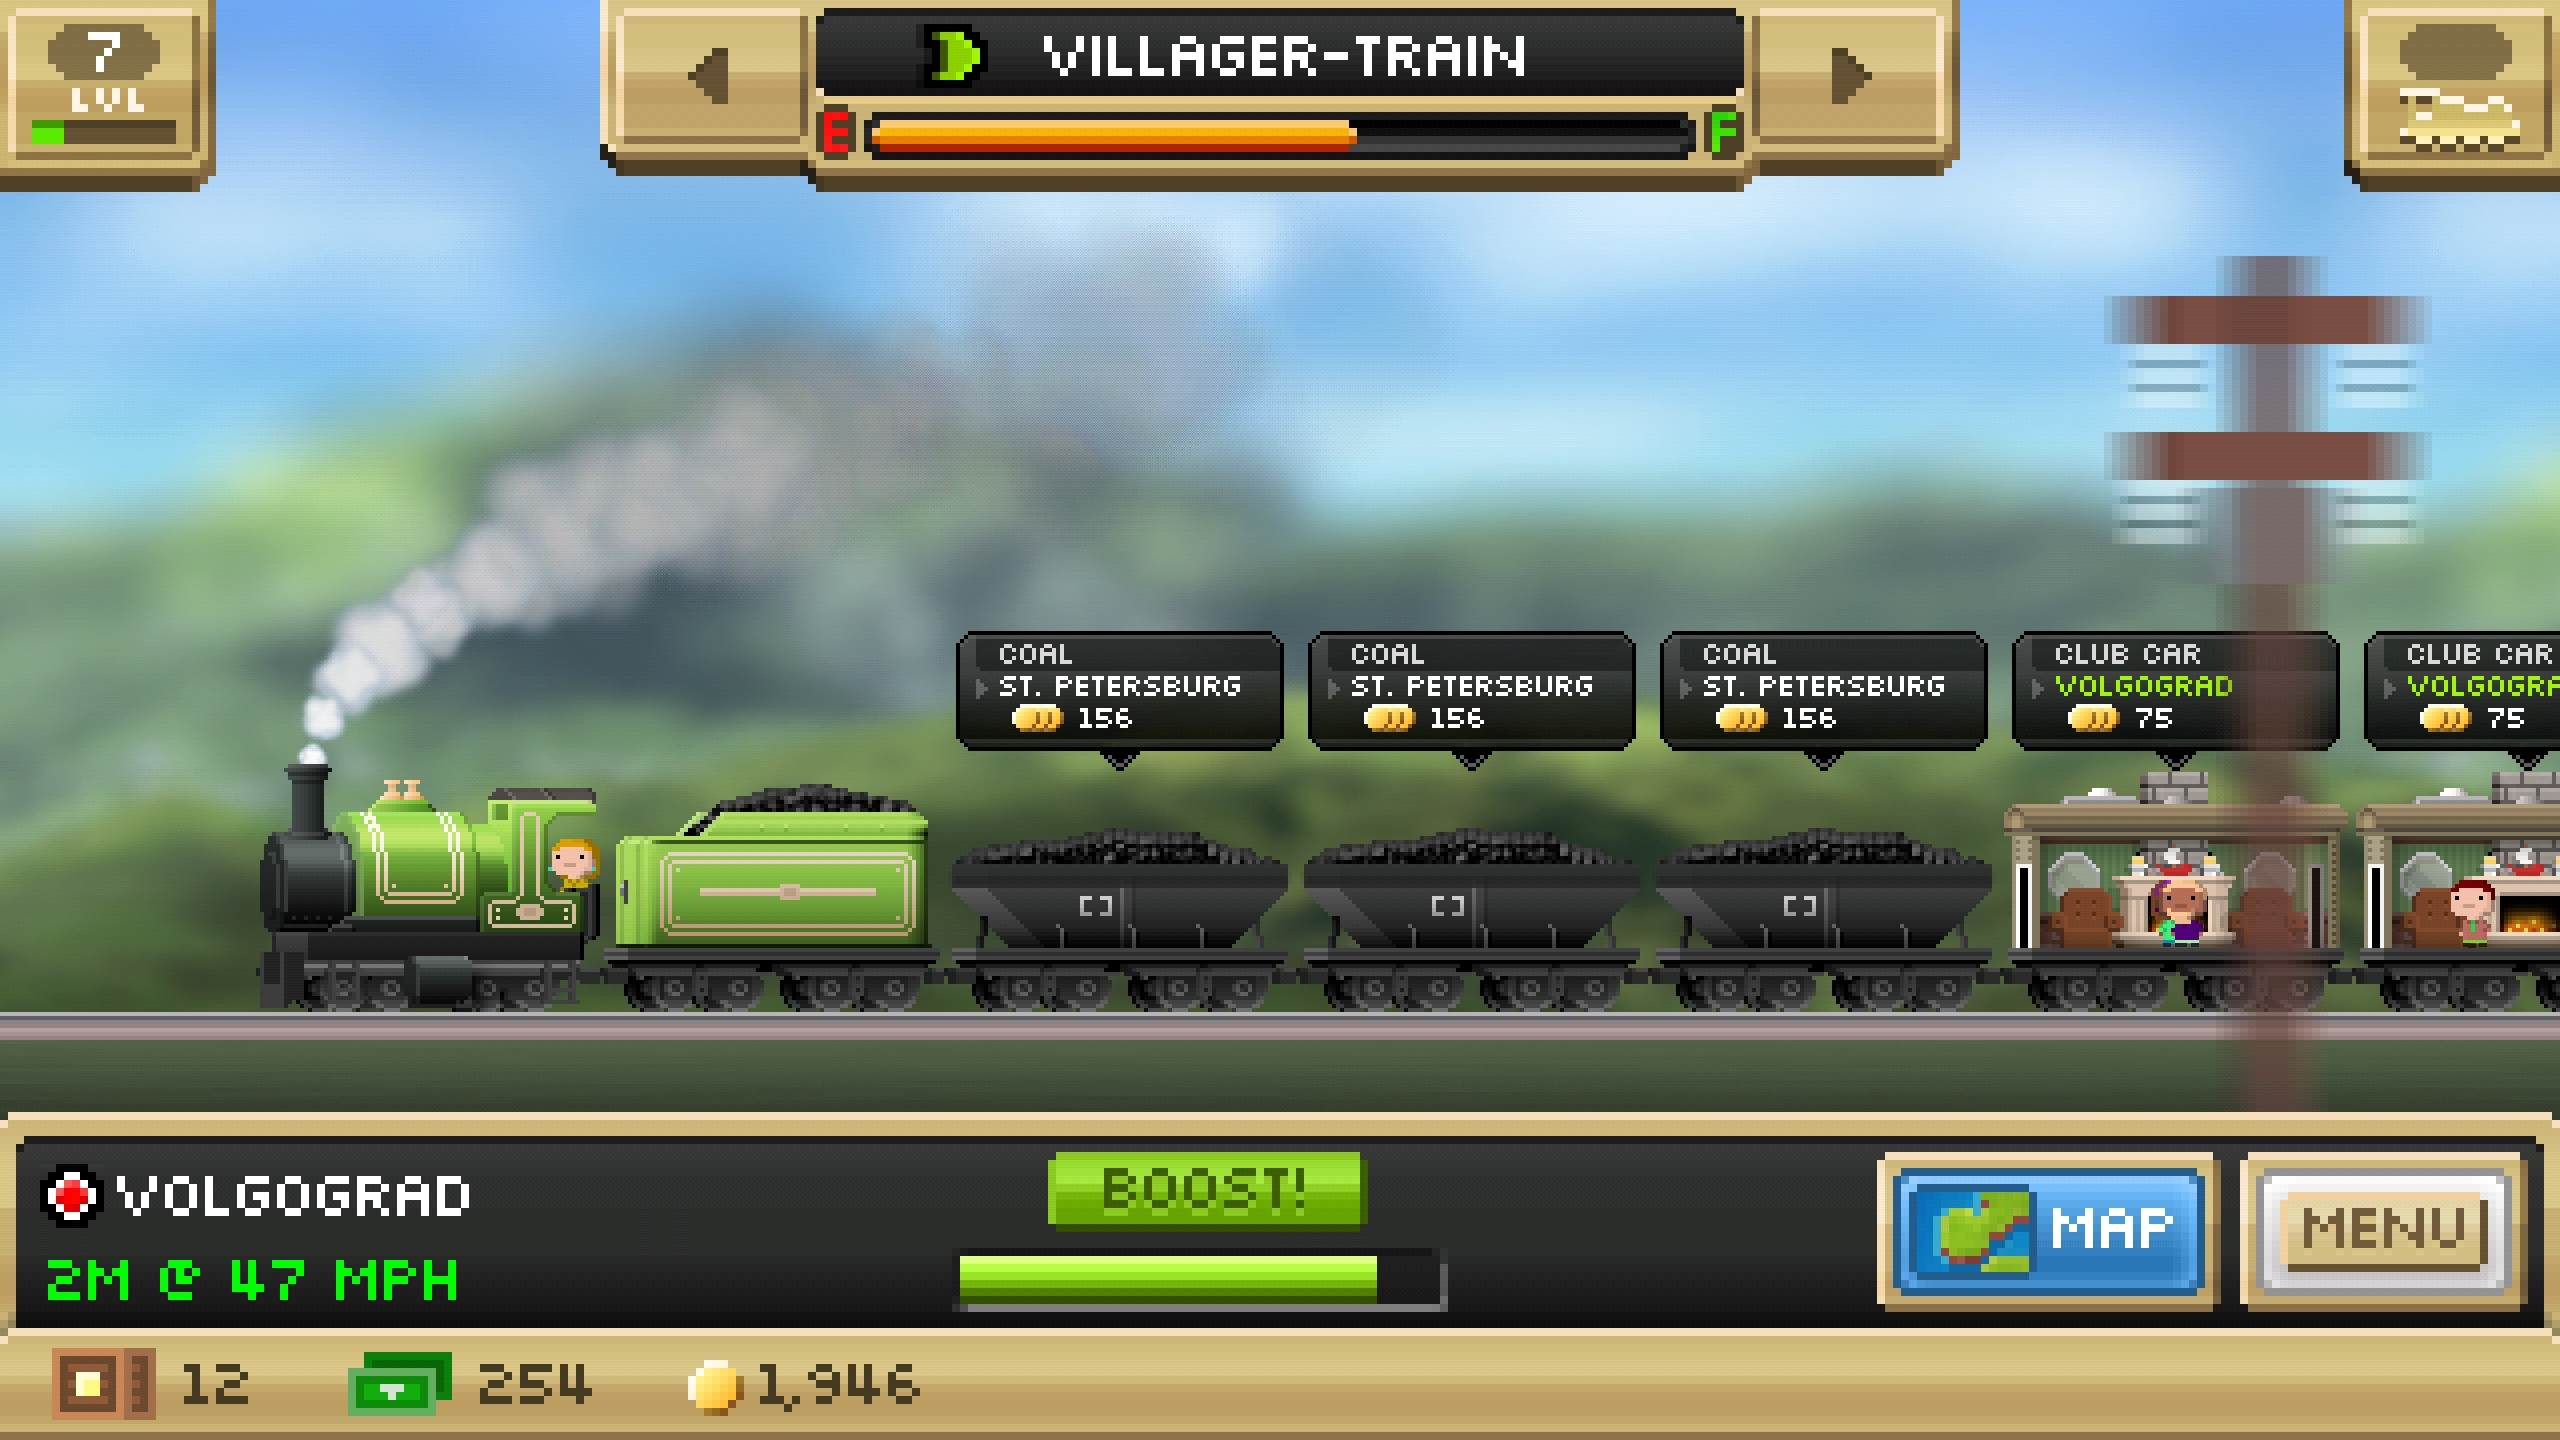 7
LVL
VILLAGER-TRAIN
E F
COAL
ST. PETERSBURG
156
COAL
ST. PETERSBURG
156
COAL
ST. PETERSBURG
156
CLUB CAR
VOLGOGRAD
75
CLUB CAR
VOLGOGRA
75
VOLGOGRAD
2M @ 47 MPH
BOOST!
MAP
MENU
12
254
1,946